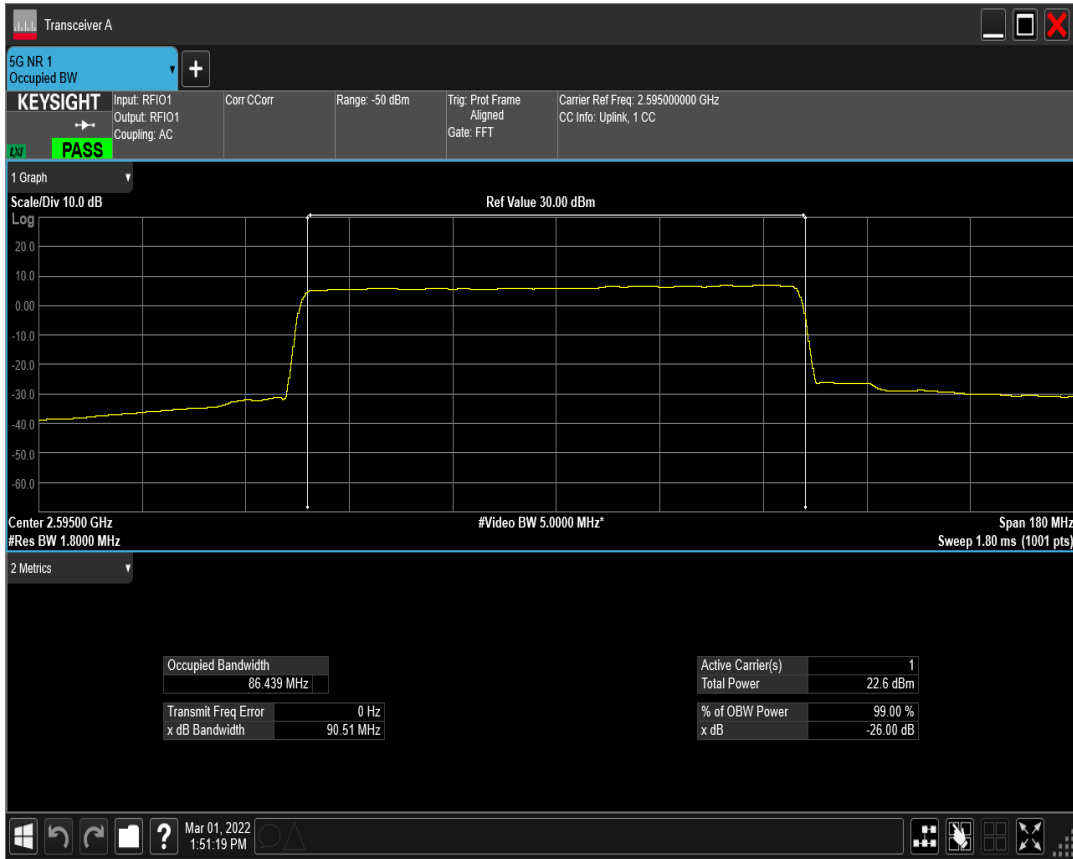 Transceiver A
5G NR 1
Occupied BW
+
KEYSIGHT
LXI
PASS
Input: RFIO1
Output: RFIO1
Coupling: AC
Corr CCorr
Range: -50 dBm
Trig: Prot Frame
Aligned
Gate: FFT
Carrier Ref Freq: 2.595000000 GHz
CC Info: Uplink, 1 CC
1 Graph
Scale/Div 10.0 dB
Ref Value 30.00 dBm
Log
20.0
10.0
0.00
-10.0
-20.0
-30.0
-40.0
-50.0
-60.0
Center 2.59500 GHz
#Video BW 5.0000 MHz*
Span 180 MHz
#Res BW 1.8000 MHz
Sweep 1.80 ms (1001 pts)
2 Metrics
Occupied Bandwidth
86.439 MHz
Transmit Freq Error 0 Hz
x dB Bandwidth 90.51 MHz
Active Carrier(s) 1
Total Power 22.6 dBm
% of OBW Power 99.00 %
x dB -26.00 dB
?
Mar 01, 2022
1:51:19 PM